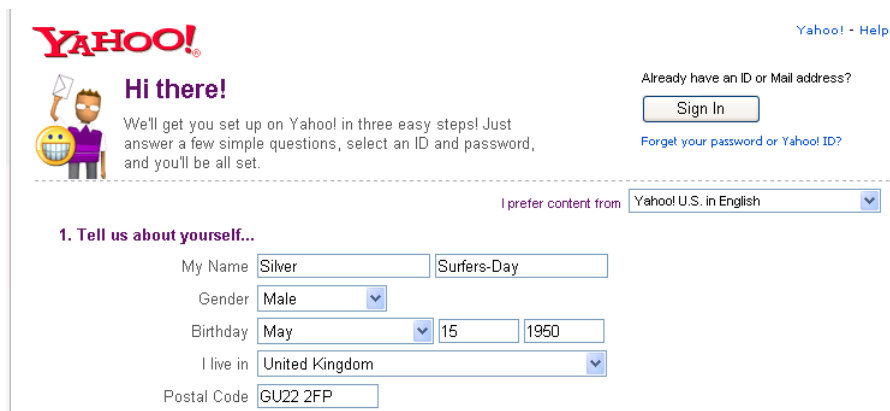 YAHOO!
Yahoo! - Help
Hi there!
We'll get you set up on Yahoo! in three easy steps! Just
answer a few simple questions, select an ID and password,
and you'll be all set.
Already have an ID or Mail address?
Sign In
Forget your password or Yahoo! ID?
I prefer content from Yahoo! U.S. in English
1. Tell us about yourself...
My Name Silver Surfers-Day
Gender Male
Birthday May 15 1950
I live in United Kingdom
Postal Code GU22 2FP